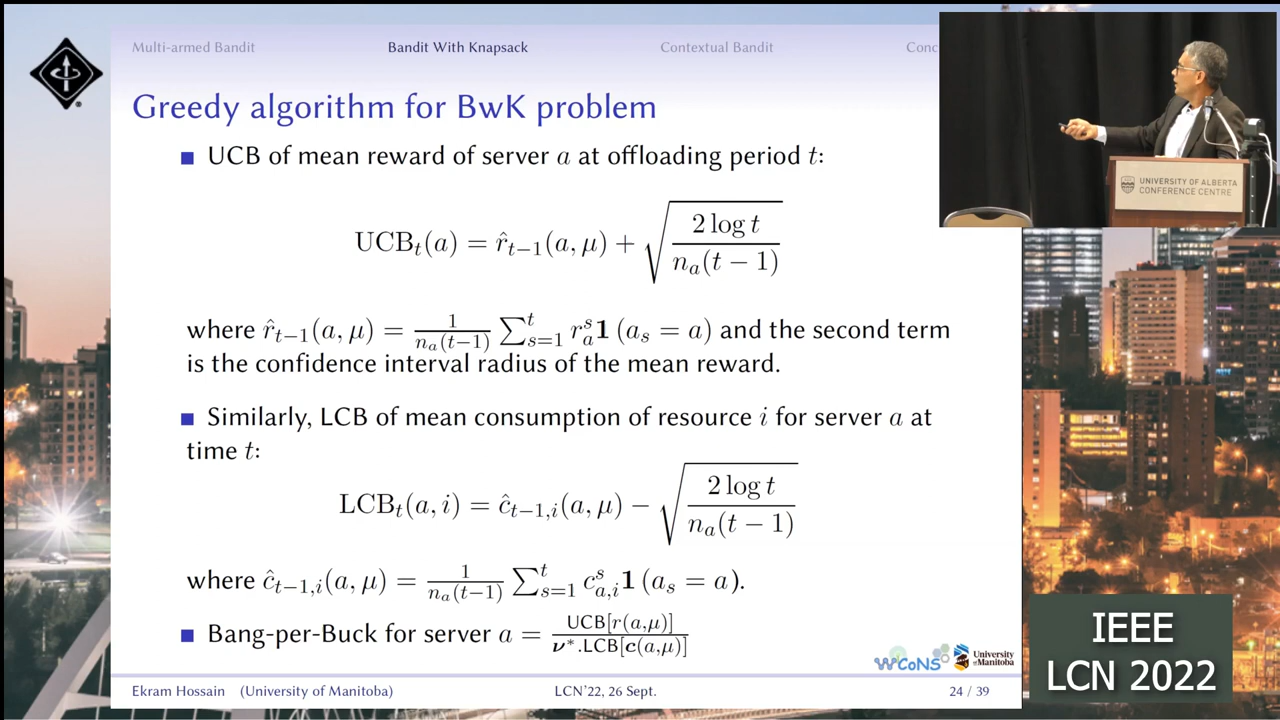 Multi-armed Bandit Bandit With Knapsack Contextual Bandit Conc
Greedy algorithm for BwK problem
■ UCB of mean reward of server a at offloading period t:
UCB_t(a) = r̂_{t−1}(a, μ) + √(2 log t / n_a(t − 1))
where r̂_{t−1}(a, μ) = 1/n_a(t−1) ∑_{s=1}^{t} r_a^s 1 (a_s = a) and the second term
is the confidence interval radius of the mean reward.
■ Similarly, LCB of mean consumption of resource i for server a at
time t:
LCB_t(a, i) = ĉ_{t−1,i}(a, μ) − √(2 log t / n_a(t − 1))
where ĉ_{t−1,i}(a, μ) = 1/n_a(t−1) ∑_{s=1}^{t} c_{a,i}^s 1 (a_s = a ).
■ Bang-per-Buck for server a = UCB[r(a,μ)] / ν*.LCB[c(a,μ)]
WCoNS University of Manitoba
Ekram Hossain (University of Manitoba) LCN'22, 26 Sept. 24 / 39
UNIVERSITY OF ALBERTA
CONFERENCE CENTRE
IEEE
LCN 2022